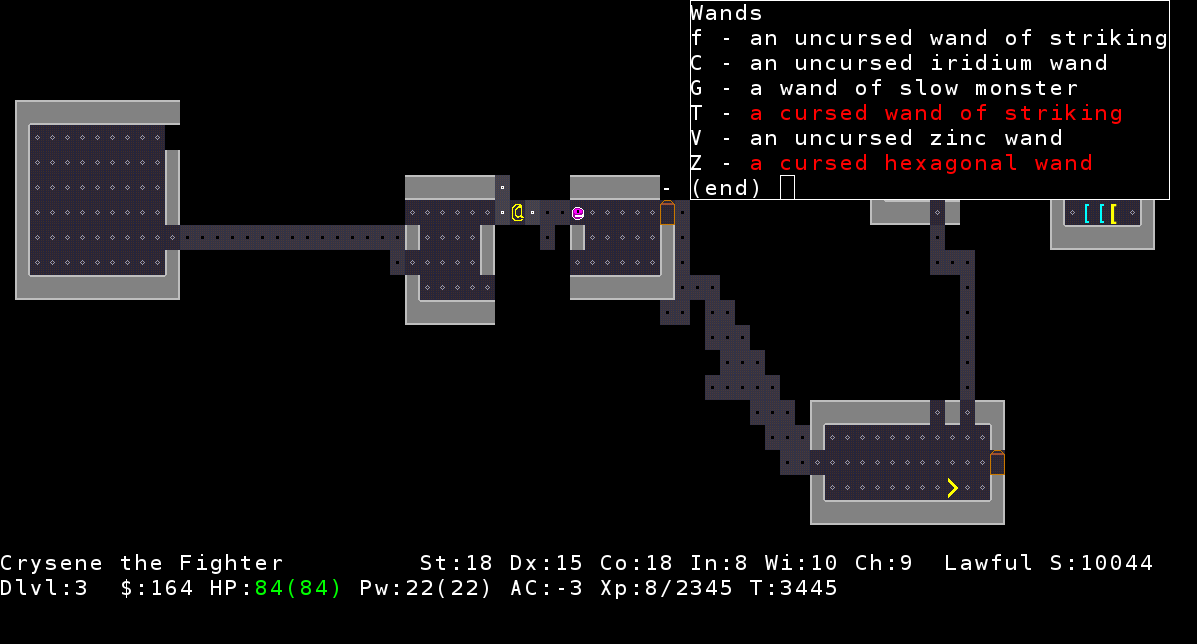 Wands
f - an uncursed wand of striking
C - an uncursed iridium wand
G - a wand of slow monster
T - a cursed wand of striking
V - an uncursed zinc wand
Z - a cursed hexagonal wand
(end)
-
@
[[[
>
Crysene the Fighter St:18 Dx:15 Co:18 In:8 Wi:10 Ch:9 Lawful S:10044
Dlvl:3 $:164 HP:84(84) Pw:22(22) AC:-3 Xp:8/2345 T:3445